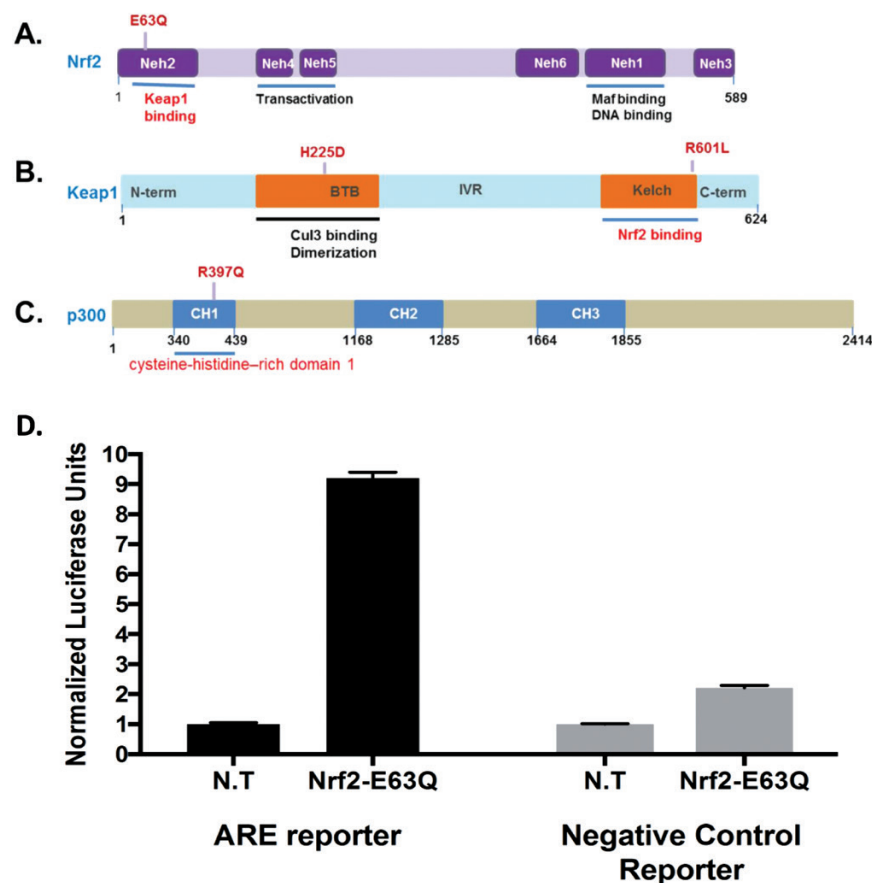 A.
E63Q
Nrf2
Neh2
Neh4
Neh5
Neh6
Neh1
Neh3
1
589
Keap1
binding
Transactivation
Maf binding
DNA binding
B.
H225D
R601L
Keap1
N-term
BTB
IVR
Kelch
C-term
1
624
Cul3 binding
Dimerization
Nrf2 binding
C.
R397Q
p300
CH1
CH2
CH3
1
340
439
1168
1285
1664
1855
2414
cysteine-histidine–rich domain 1
D.
Normalized Luciferase Units
10
9
8
7
6
5
4
3
2
1
0
N.T
Nrf2-E63Q
N.T
Nrf2-E63Q
ARE reporter
Negative Control
Reporter